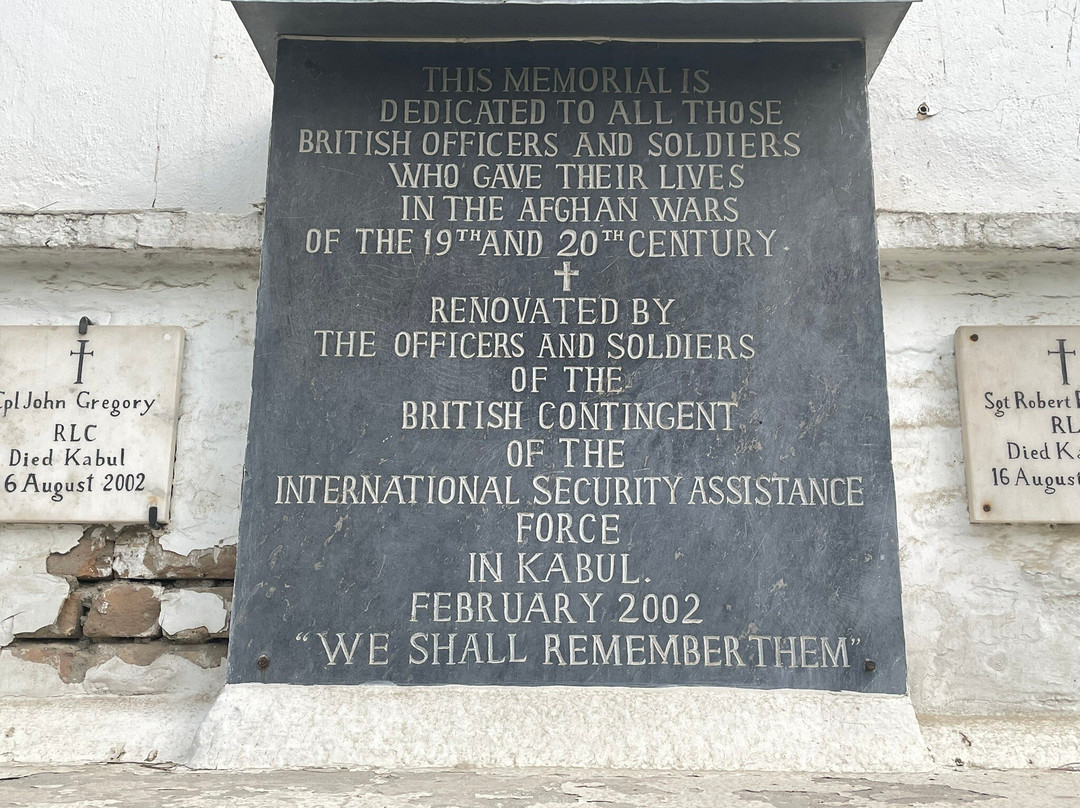 THIS MEMORIAL IS
DEDICATED TO ALL THOSE
BRITISH OFFICERS AND SOLDIERS
WHO GAVE THEIR LIVES
IN THE AFGHAN WARS
OF THE 19TH AND 20TH CENTURY.
RENOVATED BY
THE OFFICERS AND SOLDIERS
OF THE
BRITISH CONTINGENT
OF THE
INTERNATIONAL SECURITY ASSISTANCE
FORCE
IN KABUL.
FEBRUARY 2002
"WE SHALL REMEMBER THEM"
Cpl John Gregory
RLC
Died Kabul
6 August 2002
Sgt Robert
Died
16 August